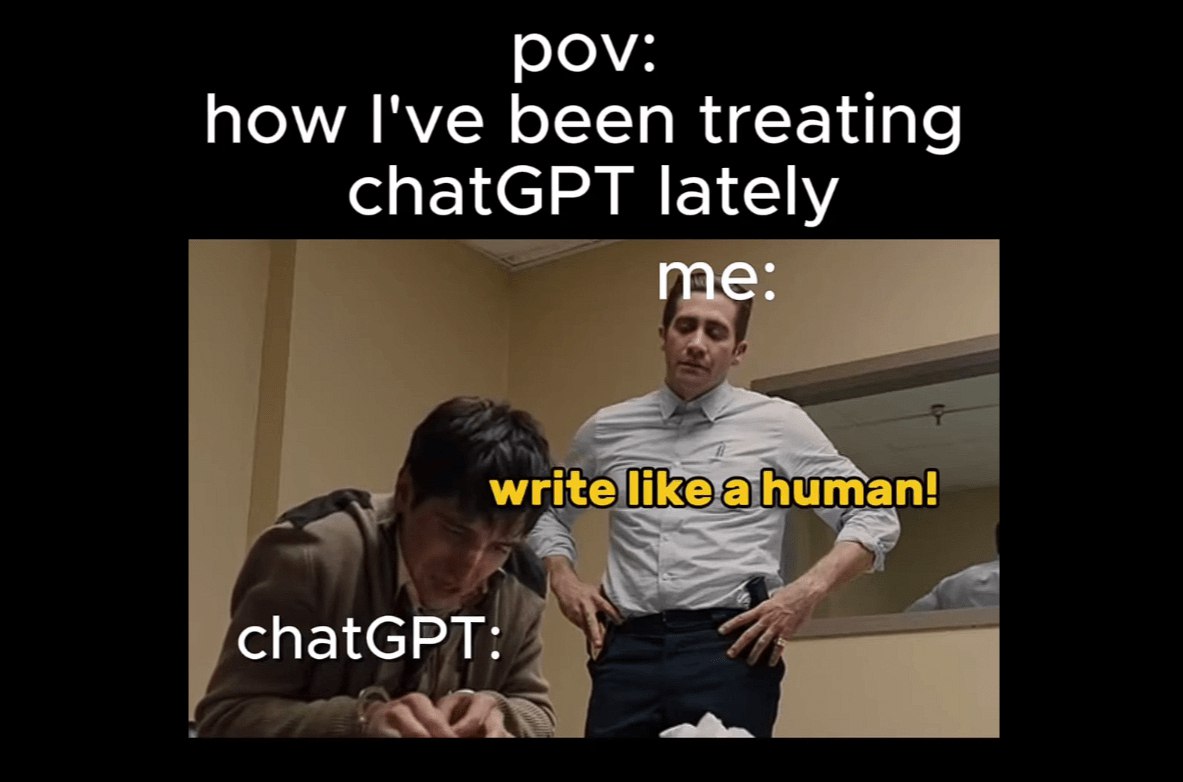 pov:
how I've been treating
chatGPT lately
me:
write like a human!
chatGPT: